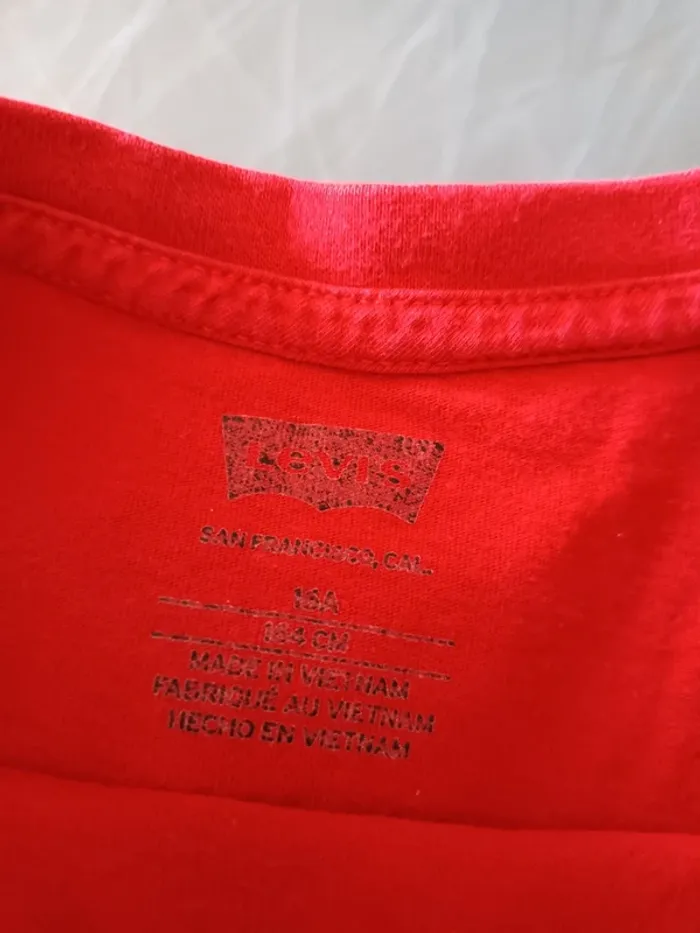 Levi's
SAN FRANCISCO, CAL.
16A
164 CM
MADE IN VIETNAM
FABRIQUÉ AU VIETNAM
HECHO EN VIETNAM